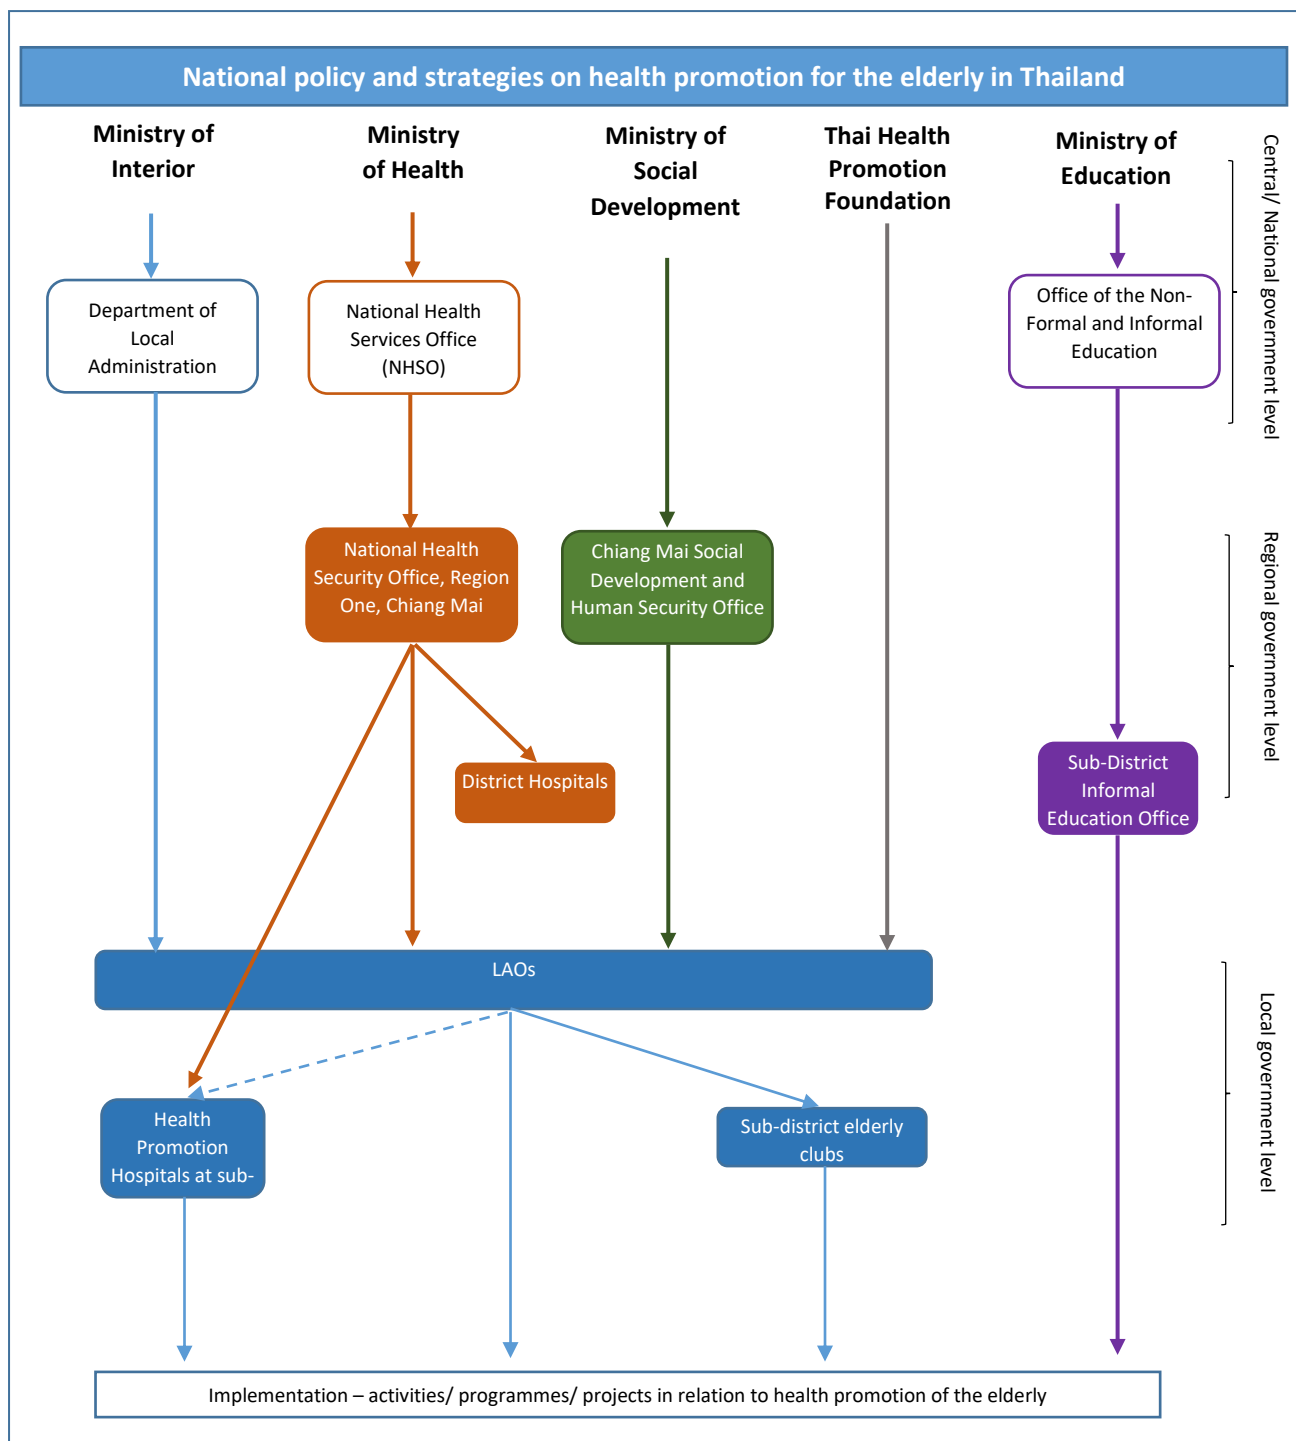 National policy and strategies on health promotion for the elderly in Thailand
Ministry of
Interior
Ministry
of Health
Ministry of
Social
Development
Thai Health
Promotion
Foundation
Ministry of
Education
Central/ National government level
Department of
Local
Administration
National Health
Services Office
(NHSO)
Office of the Non-
Formal and Informal
Education
National Health
Security Office, Region
One, Chiang Mai
Chiang Mai Social
Development and
Human Security Office
Regional government level
District Hospitals
Sub-District
Informal
Education Office
LAOs
Local government level
Health
Promotion
Hospitals at sub-
Sub-district elderly
clubs
Implementation – activities/ programmes/ projects in relation to health promotion of the elderly